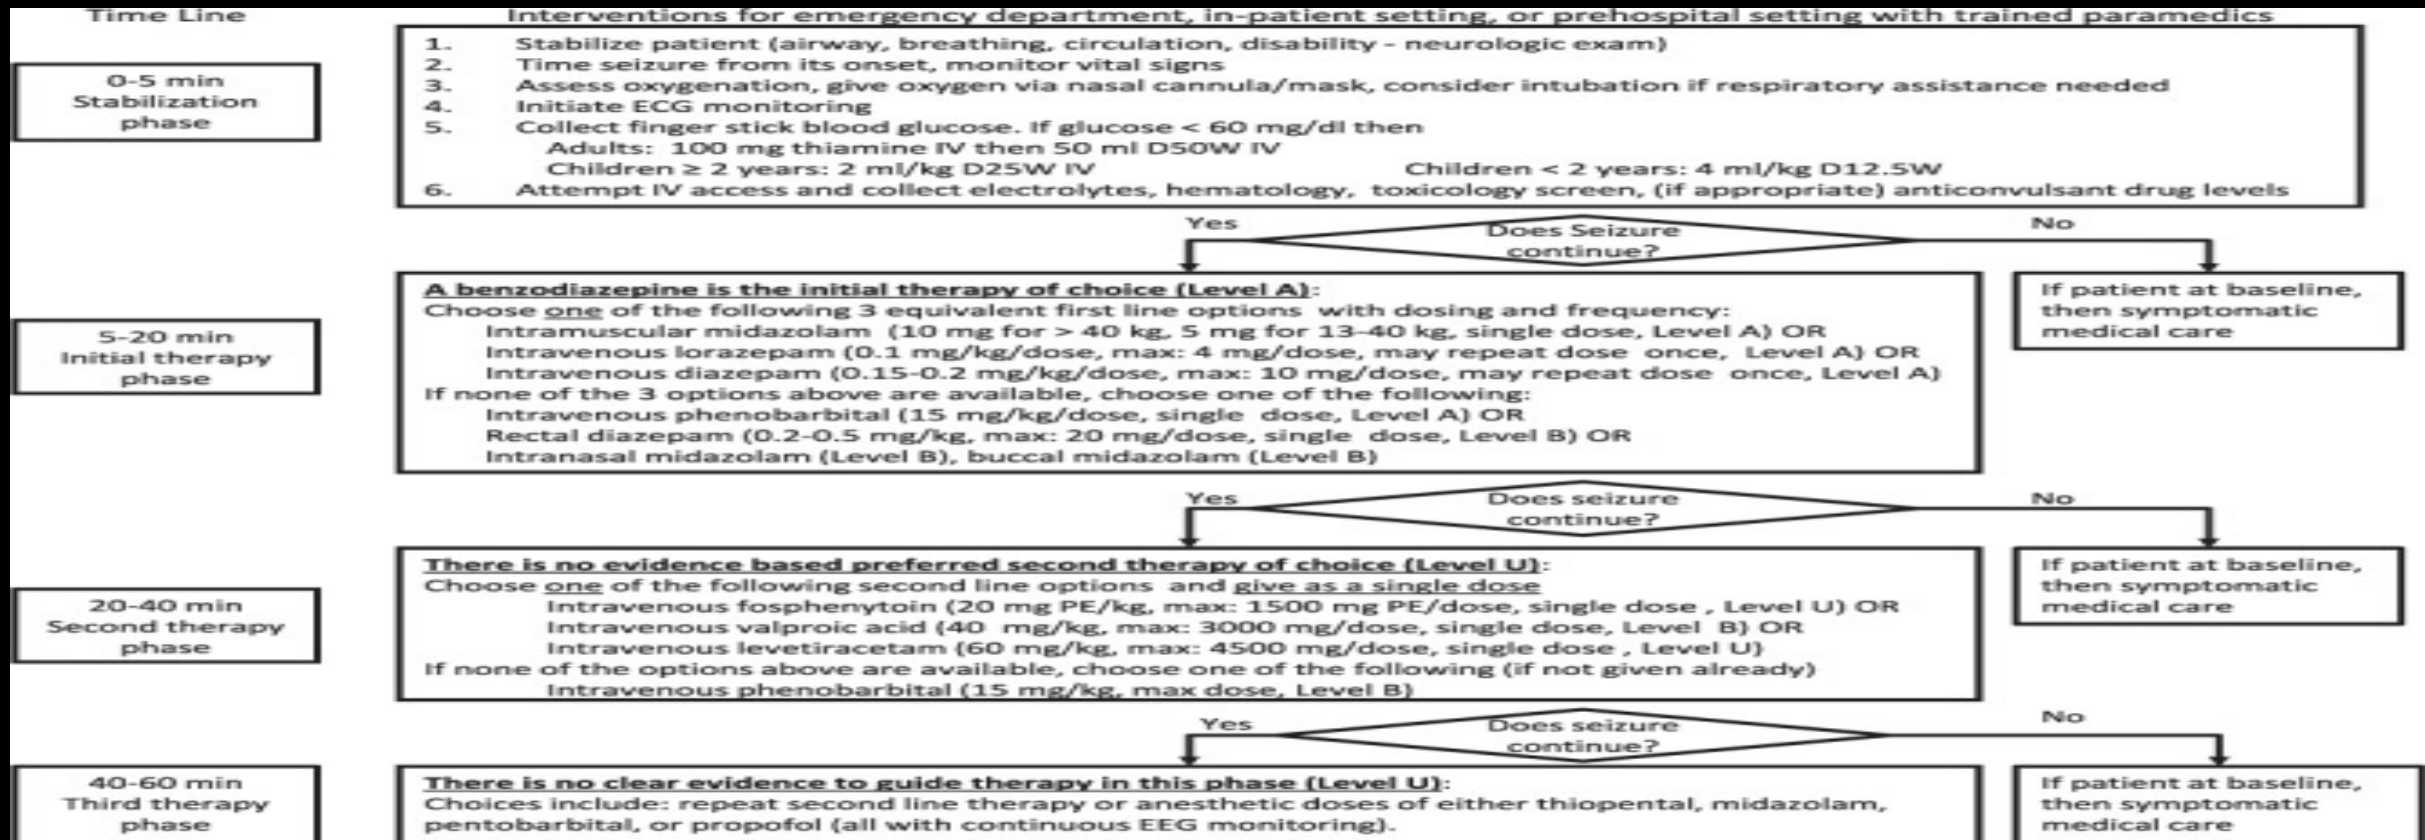 Time Line
Interventions for emergency department, in-patient setting, or prehospital setting with trained paramedics
0-5 min
Stabilization
phase
1. Stabilize patient (airway, breathing, circulation, disability - neurologic exam)
2. Time seizure from its onset, monitor vital signs
3. Assess oxygenation, give oxygen via nasal cannula/mask, consider intubation if respiratory assistance needed
4. Initiate ECG monitoring
5. Collect finger stick blood glucose. If glucose < 60 mg/dl then
Adults: 100 mg thiamine IV then 50 ml D50W IV
Children ≥ 2 years: 2 ml/kg D25W IV Children < 2 years: 4 ml/kg D12.5W
6. Attempt IV access and collect electrolytes, hematology, toxicology screen, (if appropriate) anticonvulsant drug levels
Yes
Does Seizure
continue?
No
5-20 min
Initial therapy
phase
A benzodiazepine is the initial therapy of choice (Level A):
Choose one of the following 3 equivalent first line options with dosing and frequency:
Intramuscular midazolam (10 mg for > 40 kg, 5 mg for 13-40 kg, single dose, Level A) OR
Intravenous lorazepam (0.1 mg/kg/dose, max: 4 mg/dose, may repeat dose once, Level A) OR
Intravenous diazepam (0.15-0.2 mg/kg/dose, max: 10 mg/dose, may repeat dose once, Level A)
If none of the 3 options above are available, choose one of the following:
Intravenous phenobarbital (15 mg/kg/dose, single dose, Level A) OR
Rectal diazepam (0.2-0.5 mg/kg, max: 20 mg/dose, single dose, Level B) OR
Intranasal midazolam (Level B), buccal midazolam (Level B)
If patient at baseline,
then symptomatic
medical care
Yes
Does seizure
continue?
No
20-40 min
Second therapy
phase
There is no evidence based preferred second therapy of choice (Level U):
Choose one of the following second line options and give as a single dose
Intravenous fosphenytoin (20 mg PE/kg, max: 1500 mg PE/dose, single dose , Level U) OR
Intravenous valproic acid (40 mg/kg, max: 3000 mg/dose, single dose, Level B) OR
Intravenous levetiracetam (60 mg/kg, max: 4500 mg/dose, single dose , Level U)
If none of the options above are available, choose one of the following (if not given already)
Intravenous phenobarbital (15 mg/kg, max dose, Level B)
If patient at baseline,
then symptomatic
medical care
Yes
Does seizure
continue?
No
40-60 min
Third therapy
phase
There is no clear evidence to guide therapy in this phase (Level U):
Choices include: repeat second line therapy or anesthetic doses of either thiopental, midazolam,
pentobarbital, or propofol (all with continuous EEG monitoring).
If patient at baseline,
then symptomatic
medical care